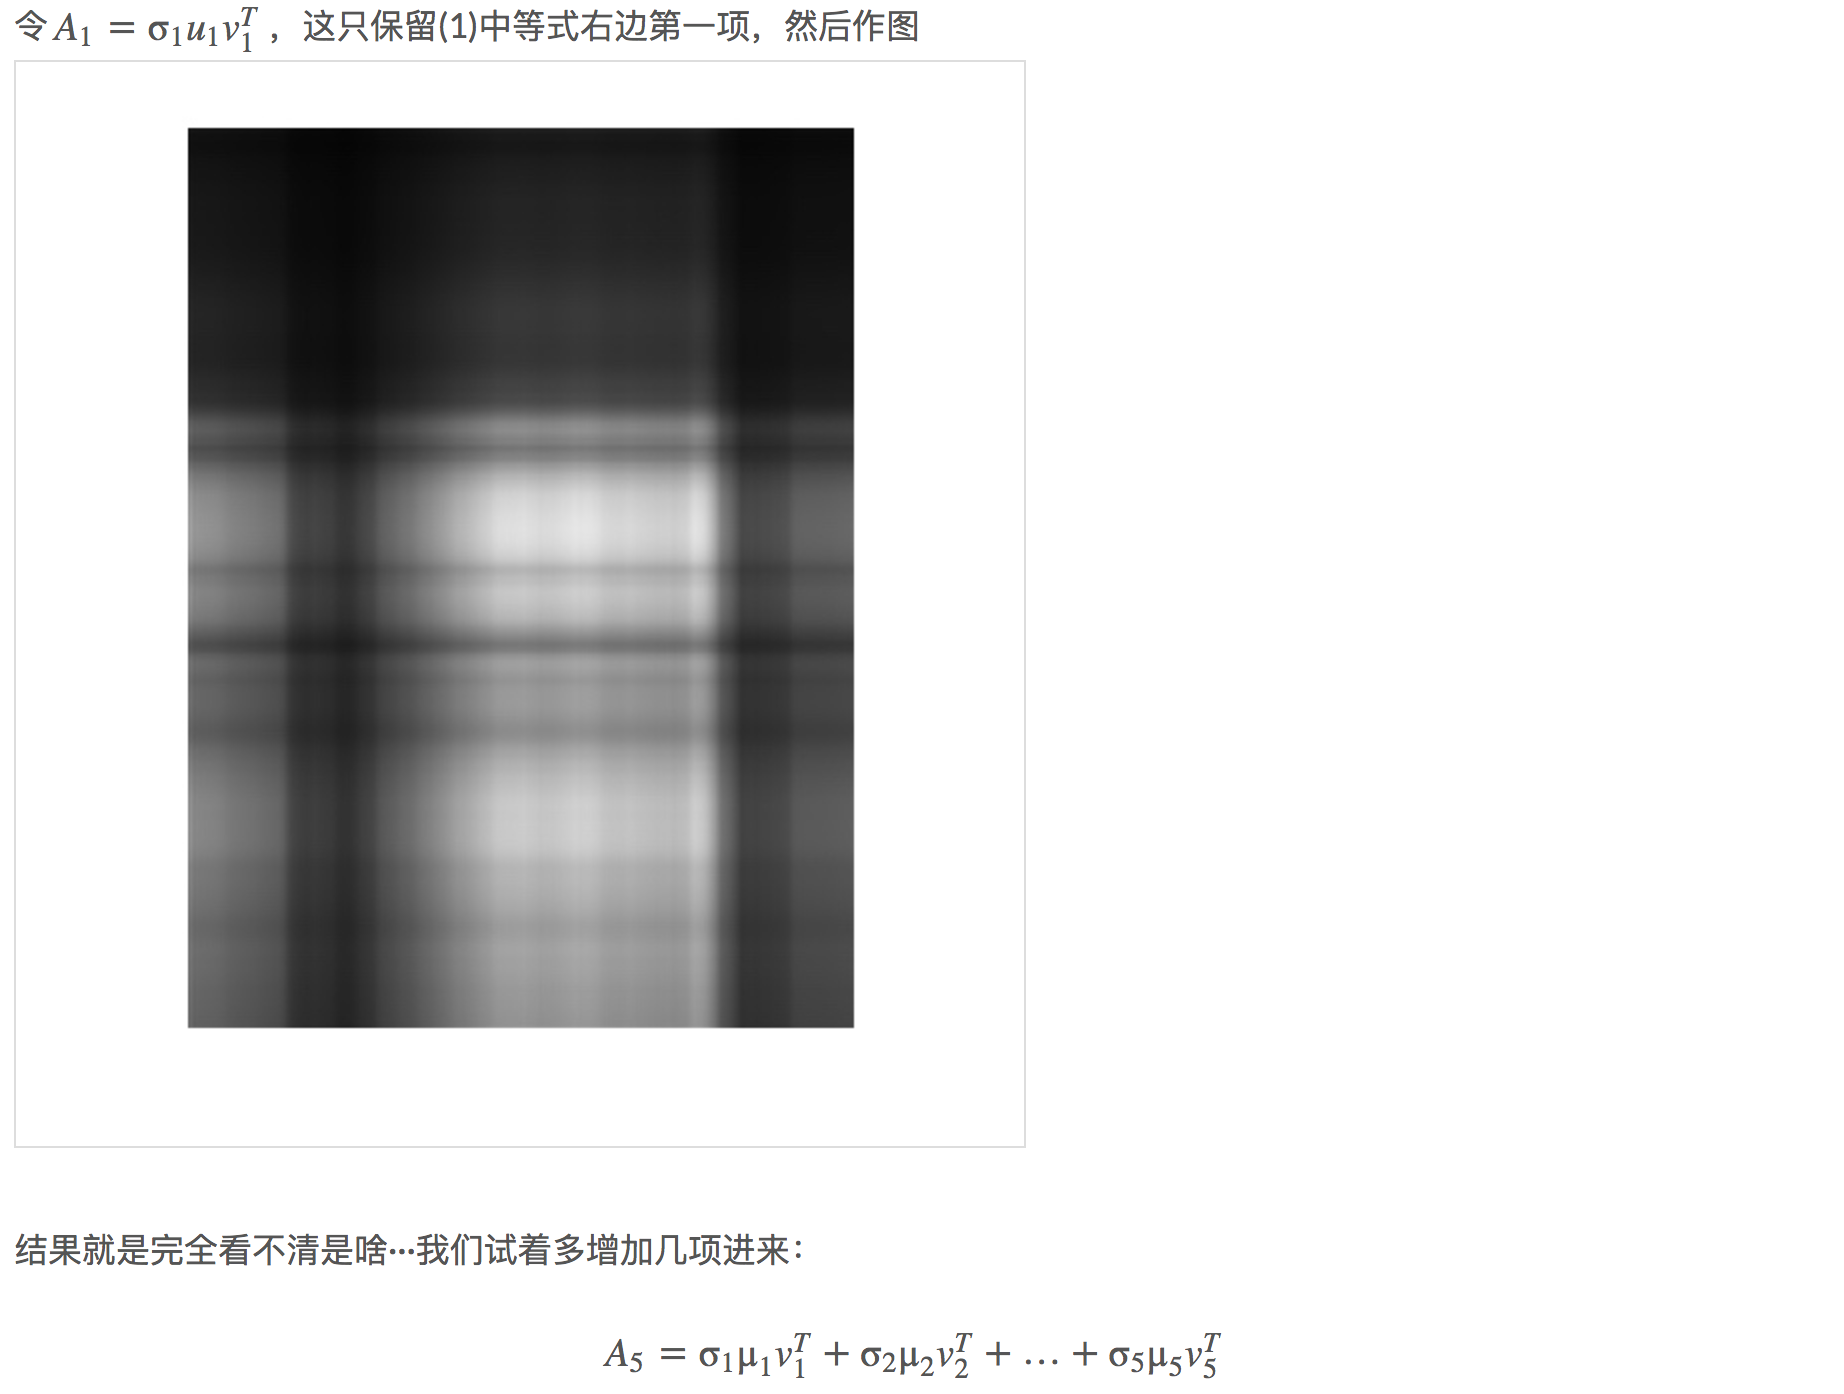 令 A₁ = σ₁u₁v₁ᵀ，这只保留(1)中等式右边第一项，然后作图
结果就是完全看不清是啥···我们试着多增加几项进来：
A₅ = σ₁μ₁v₁ᵀ + σ₂μ₂v₂ᵀ + … + σ₅μ₅v₅ᵀ